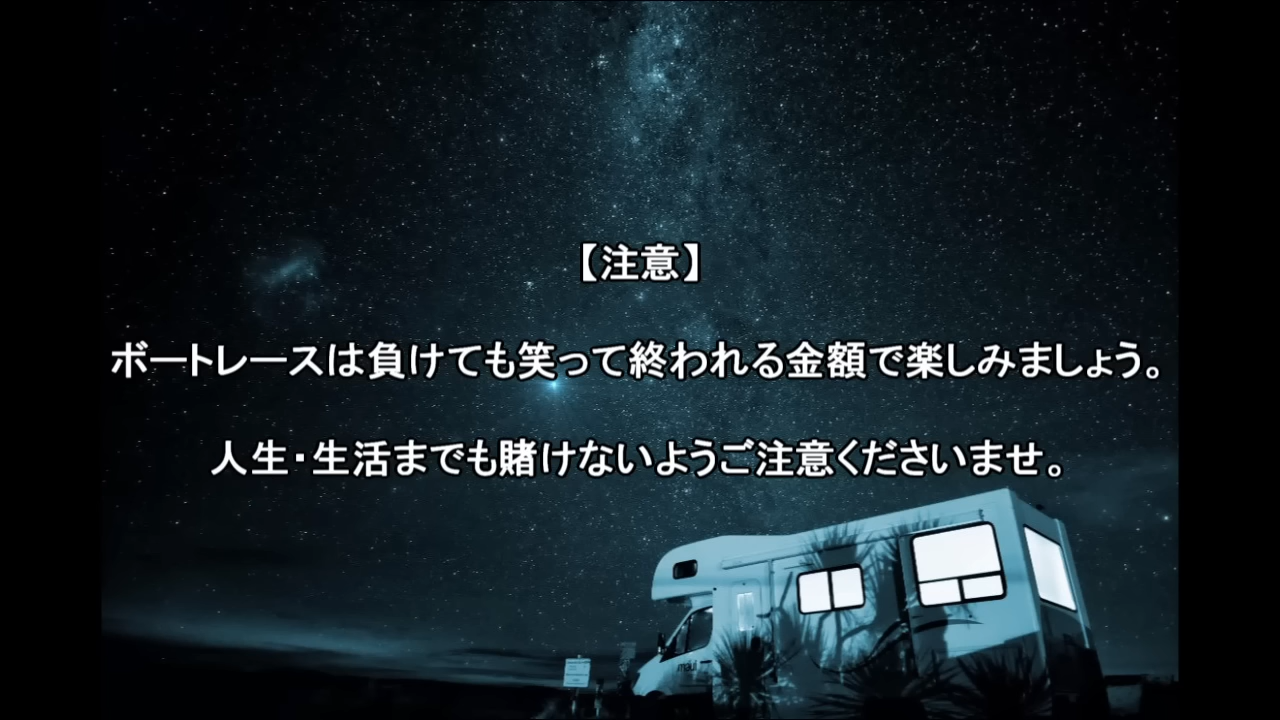 【注意】
ボートレースは負けても笑って終われる金額で楽しみましょう。
人生・生活までも賭けないようご注意くださいませ。
maui